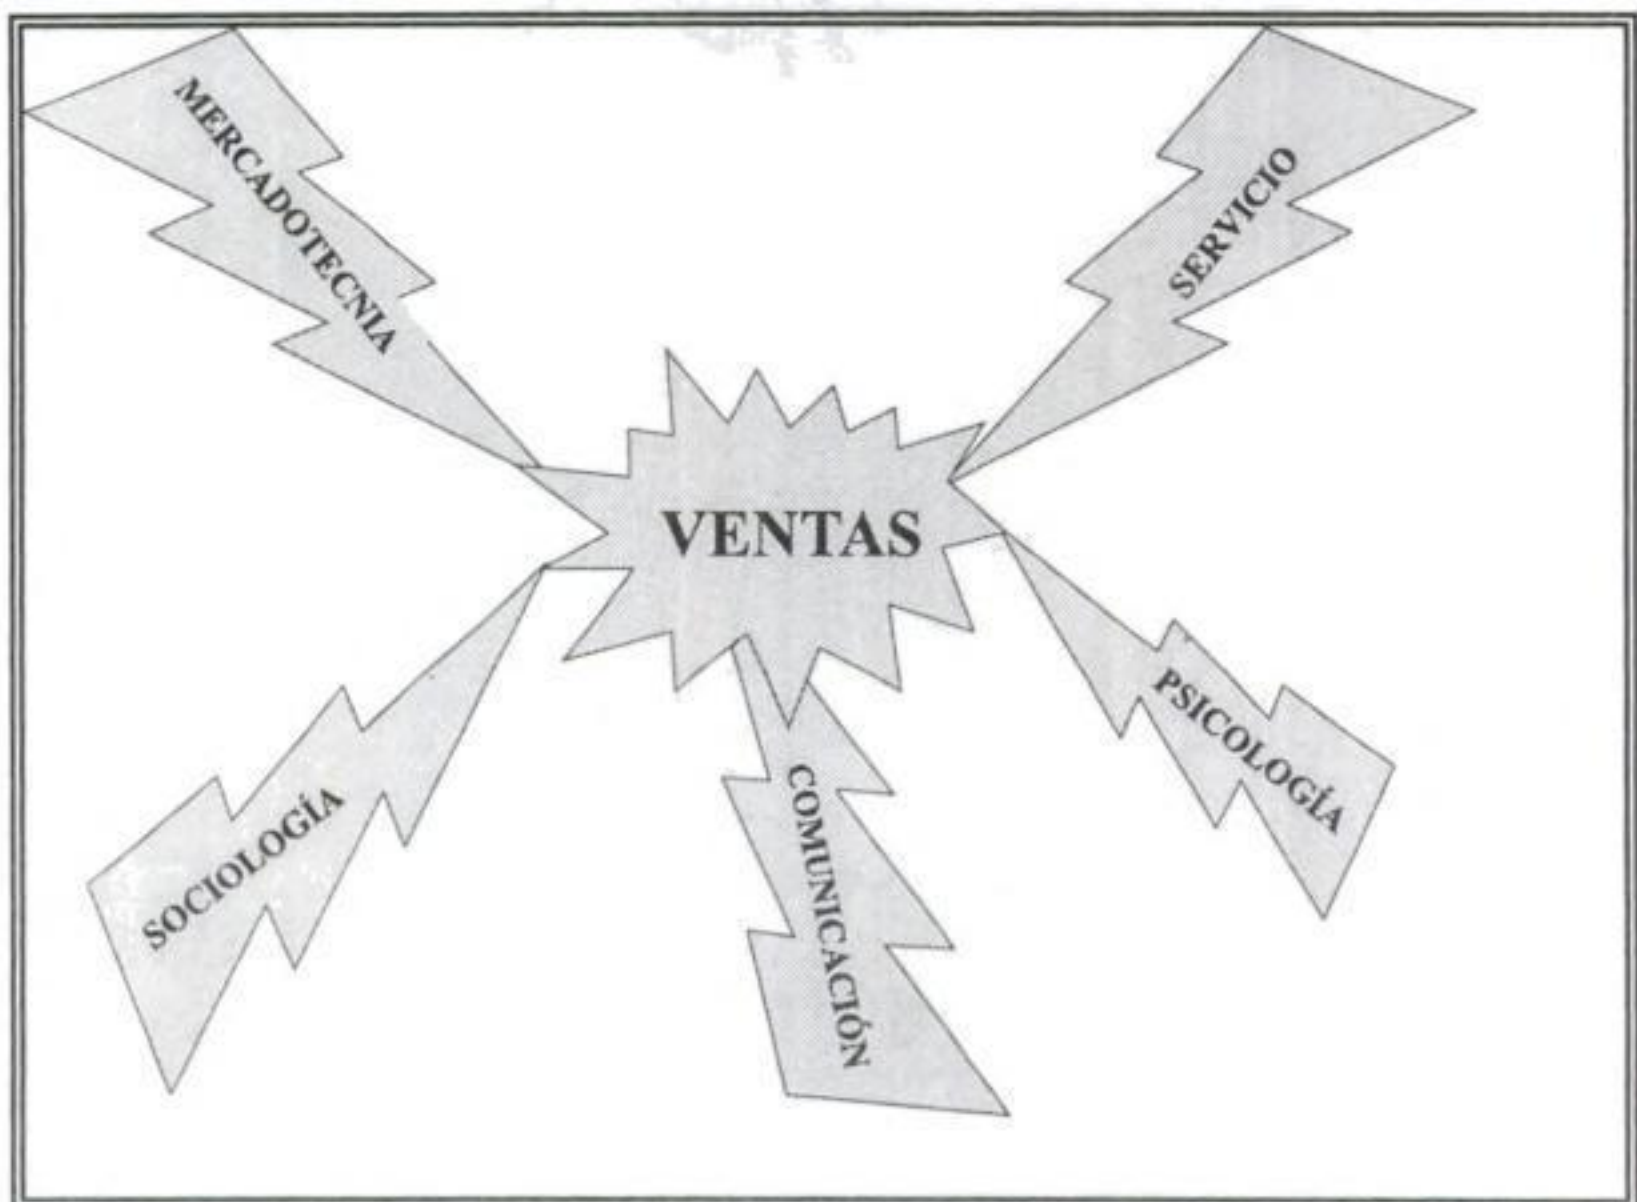 MERCADOTECNIA
SERVICIO
VENTAS
SOCIOLOGÍA
COMUNICACIÓN
PSICOLOGÍA